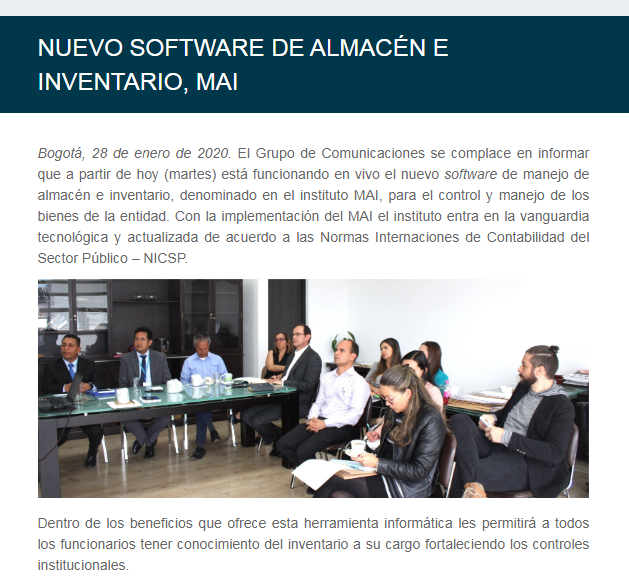 NUEVO SOFTWARE DE ALMACÉN E
INVENTARIO, MAI
Bogotá, 28 de enero de 2020. El Grupo de Comunicaciones se complace en informar
que a partir de hoy (martes) está funcionando en vivo el nuevo software de manejo de
almacén e inventario, denominado en el instituto MAI, para el control y manejo de los
bienes de la entidad. Con la implementación del MAI el instituto entra en la vanguardia
tecnológica y actualizada de acuerdo a las Normas Internaciones de Contabilidad del
Sector Público – NICSP.
Dentro de los beneficios que ofrece esta herramienta informática les permitirá a todos
los funcionarios tener conocimiento del inventario a su cargo fortaleciendo los controles
institucionales.